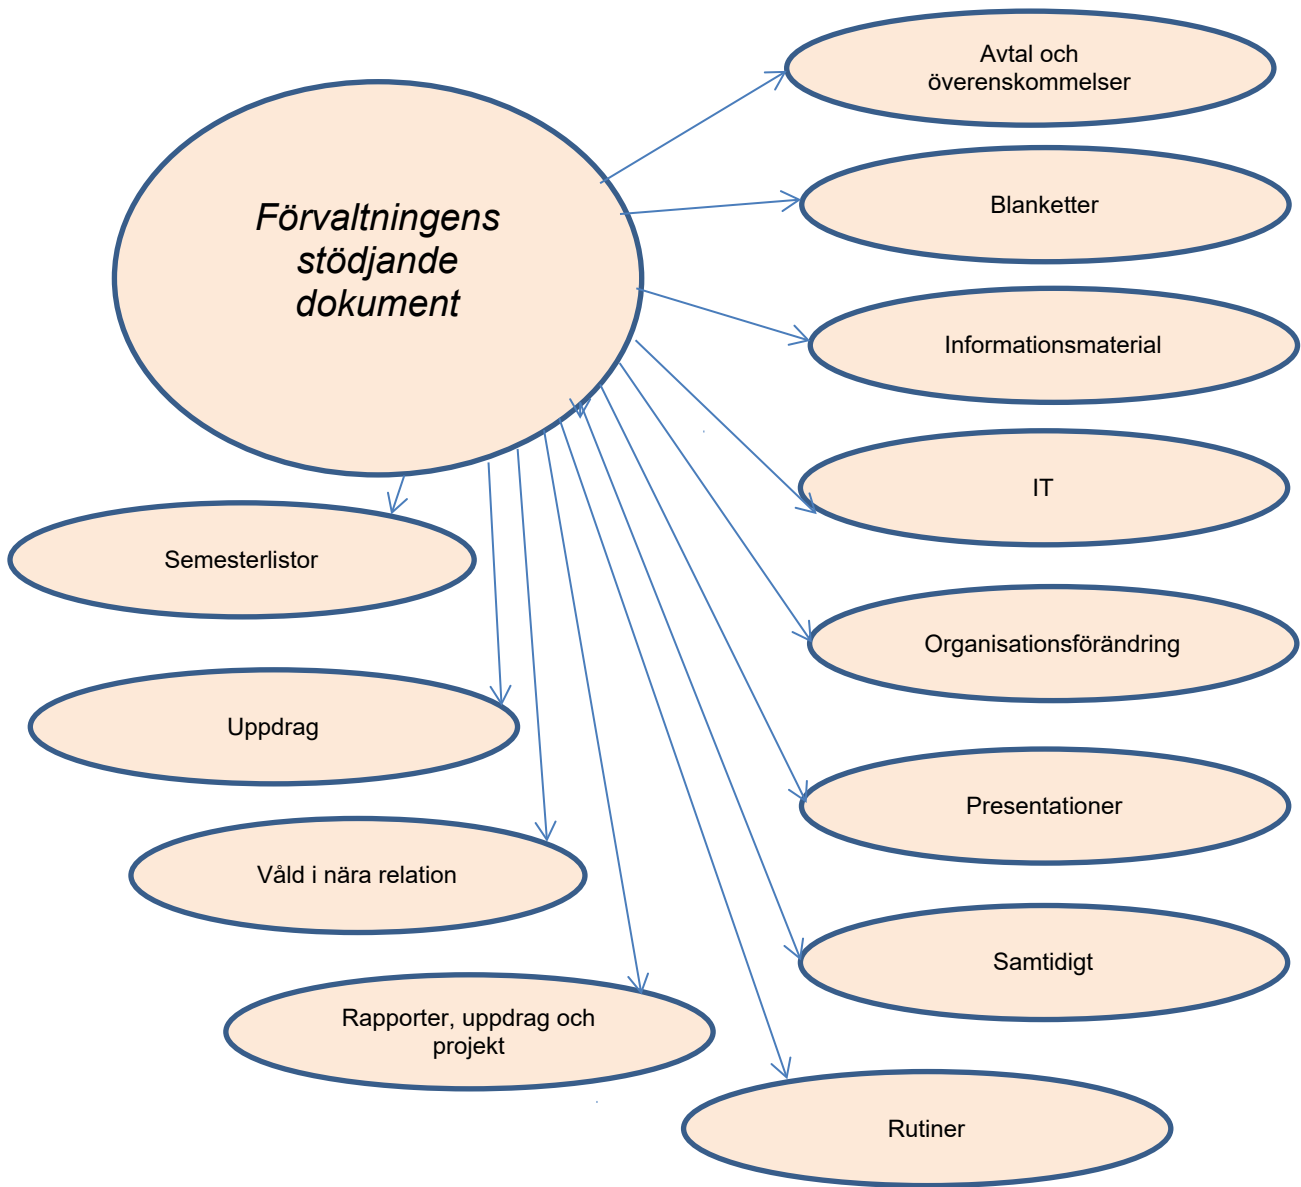 Förvaltningens
stödjande
dokument
Avtal och
överenskommelser
Blanketter
Informationsmaterial
IT
Organisationsförändring
Presentationer
Samtidigt
Rutiner
Semesterlistor
Uppdrag
Våld i nära relation
Rapporter, uppdrag och
projekt